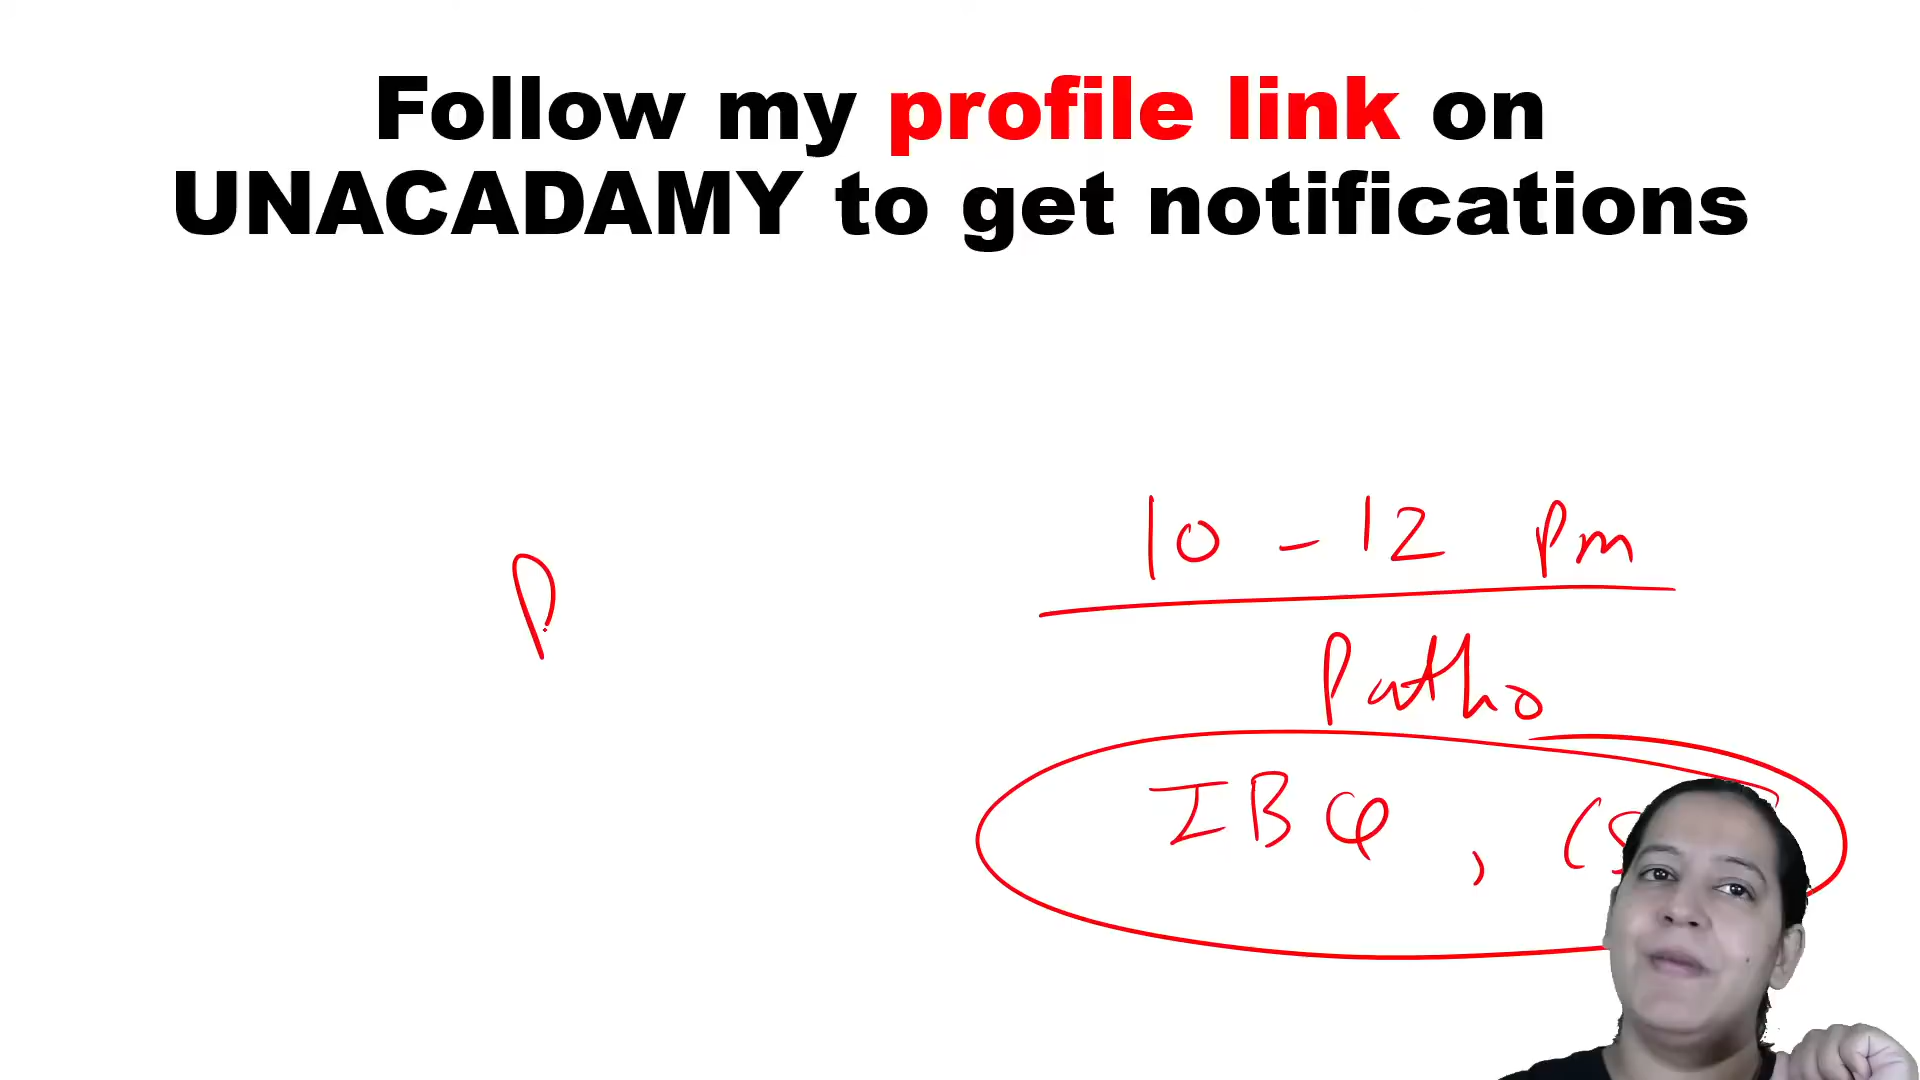 Follow my profile link on
UNACADAMY to get notifications
10 - 12 Pm
P
Patho
IBQ,